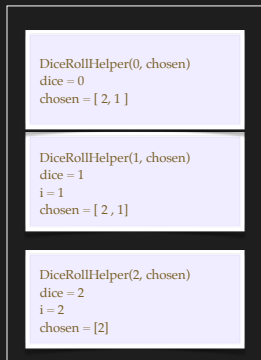 DiceRollHelper(0, chosen)
dice = 0
chosen = [ 2, 1 ]
DiceRollHelper(1, chosen)
dice = 1
i = 1
chosen = [ 2 , 1]
DiceRollHelper(2, chosen)
dice = 2
i = 2
chosen = [2]